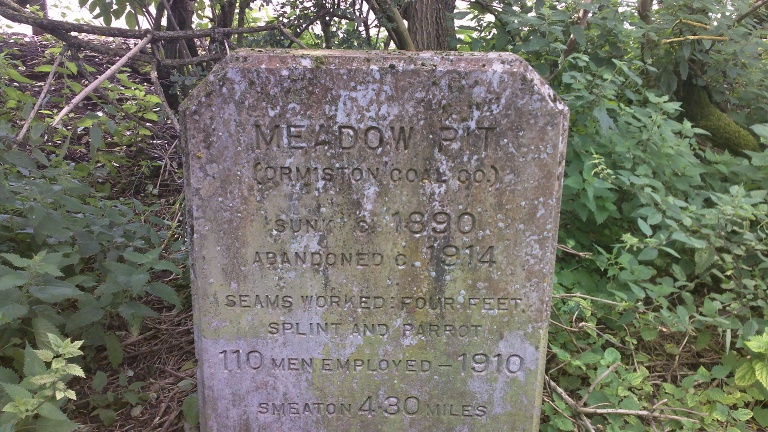 MEADOW PIT
(ORMISTON COAL CO.)
SUNK C. 1890
ABANDONED C. 1914
SEAMS WORKED: FOUR FEET,
SPLINT AND PARROT
110 MEN EMPLOYED – 1910
SMEATON 4·30 MILES